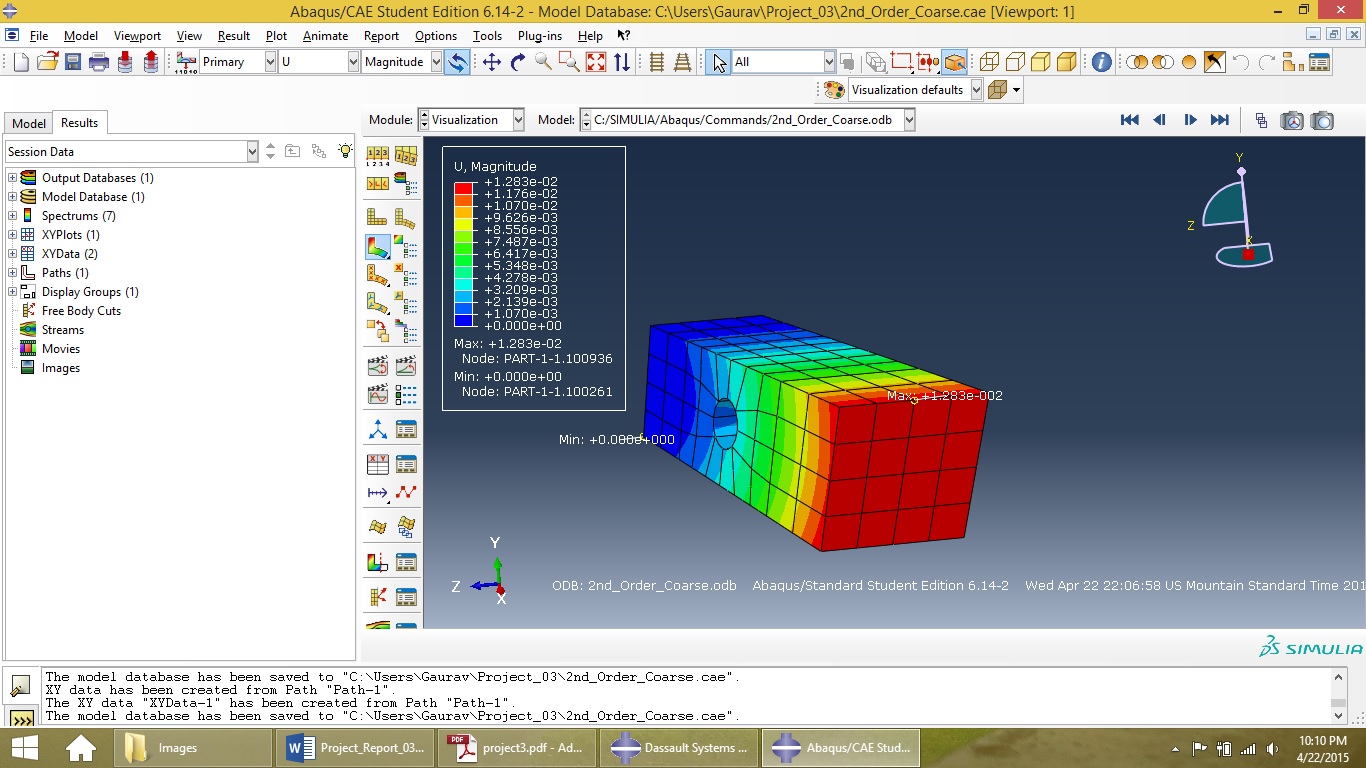 Abaqus/CAE Student Edition 6.14-2 - Model Database: C:\Users\Gaurav\Project_03\2nd_Order_Coarse.cae [Viewport: 1]
File Model Viewport View Result Plot Animate Report Options Tools Plug-ins Help
Primary U Magnitude All
Visualization defaults
Model Results
Module: Visualization Model: C:/SIMULIA/Abaqus/Commands/2nd_Order_Coarse.odb
Session Data
Output Databases (1)
Model Database (1)
Spectrums (7)
XYPlots (1)
XYData (2)
Paths (1)
Display Groups (1)
Free Body Cuts
Streams
Movies
Images
U, Magnitude
+1.283e-02
+1.176e-02
+1.070e-02
+9.626e-03
+8.556e-03
+7.487e-03
+6.417e-03
+5.348e-03
+4.278e-03
+3.209e-03
+2.139e-03
+1.070e-03
+0.000e+00
Max: +1.283e-02
Node: PART-1-1.100936
Min: +0.000e+00
Node: PART-1-1.100261
Y
Z
X
Max: +1.283e-002
Min: +0.000e+000
Y
Z
X
ODB: 2nd_Order_Coarse.odb Abaqus/Standard Student Edition 6.14-2 Wed Apr 22 22:06:58 US Mountain Standard Time 201
SIMULIA
The model database has been saved to "C:\Users\Gaurav\Project_03\2nd_Order_Coarse.cae".
XY data has been created from Path "Path-1".
The XY data "XYData-1" has been created from Path "Path-1".
The model database has been saved to "C:\Users\Gaurav\Project_03\2nd_Order_Coarse.cae".
>>>
Images
Project_Report_03...
project3.pdf - Ad...
Dassault Systems ...
Abaqus/CAE Stud...
10:10 PM
4/22/2015